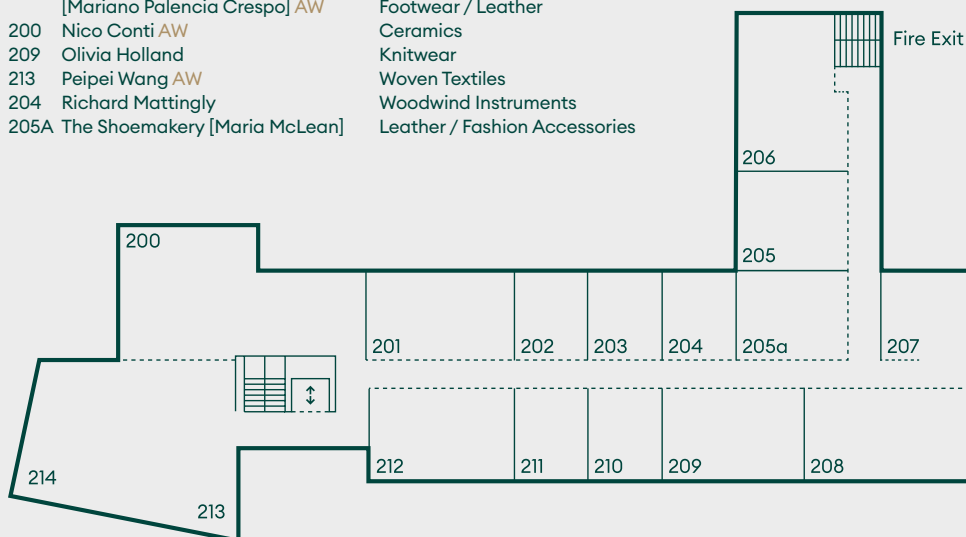 [Mariano Palencia Crespo] AW Footwear / Leather
200 Nico Conti AW Ceramics
209 Olivia Holland Knitwear
213 Peipei Wang AW Woven Textiles
204 Richard Mattingly Woodwind Instruments
205A The Shoemakery [Maria McLean] Leather / Fashion Accessories
Fire Exit
206
200
205
201 202 203 204 205a 207
212 211 210 209 208
214
213